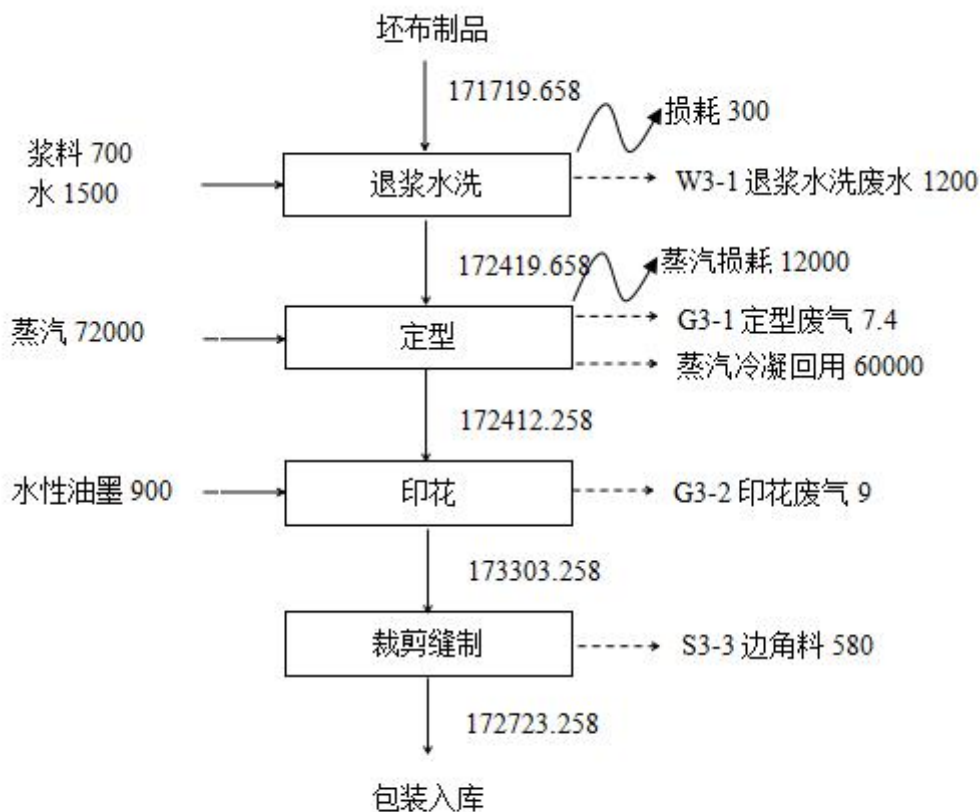 坯布制品
171719.658
损耗 300
浆料 700
水 1500
退浆水洗
W3-1 退浆水洗废水 1200
172419.658
蒸汽损耗 12000
蒸汽 72000
定型
G3-1 定型废气 7.4
蒸汽冷凝回用 60000
172412.258
水性油墨 900
印花
G3-2 印花废气 9
173303.258
裁剪缝制
S3-3 边角料 580
172723.258
包装入库